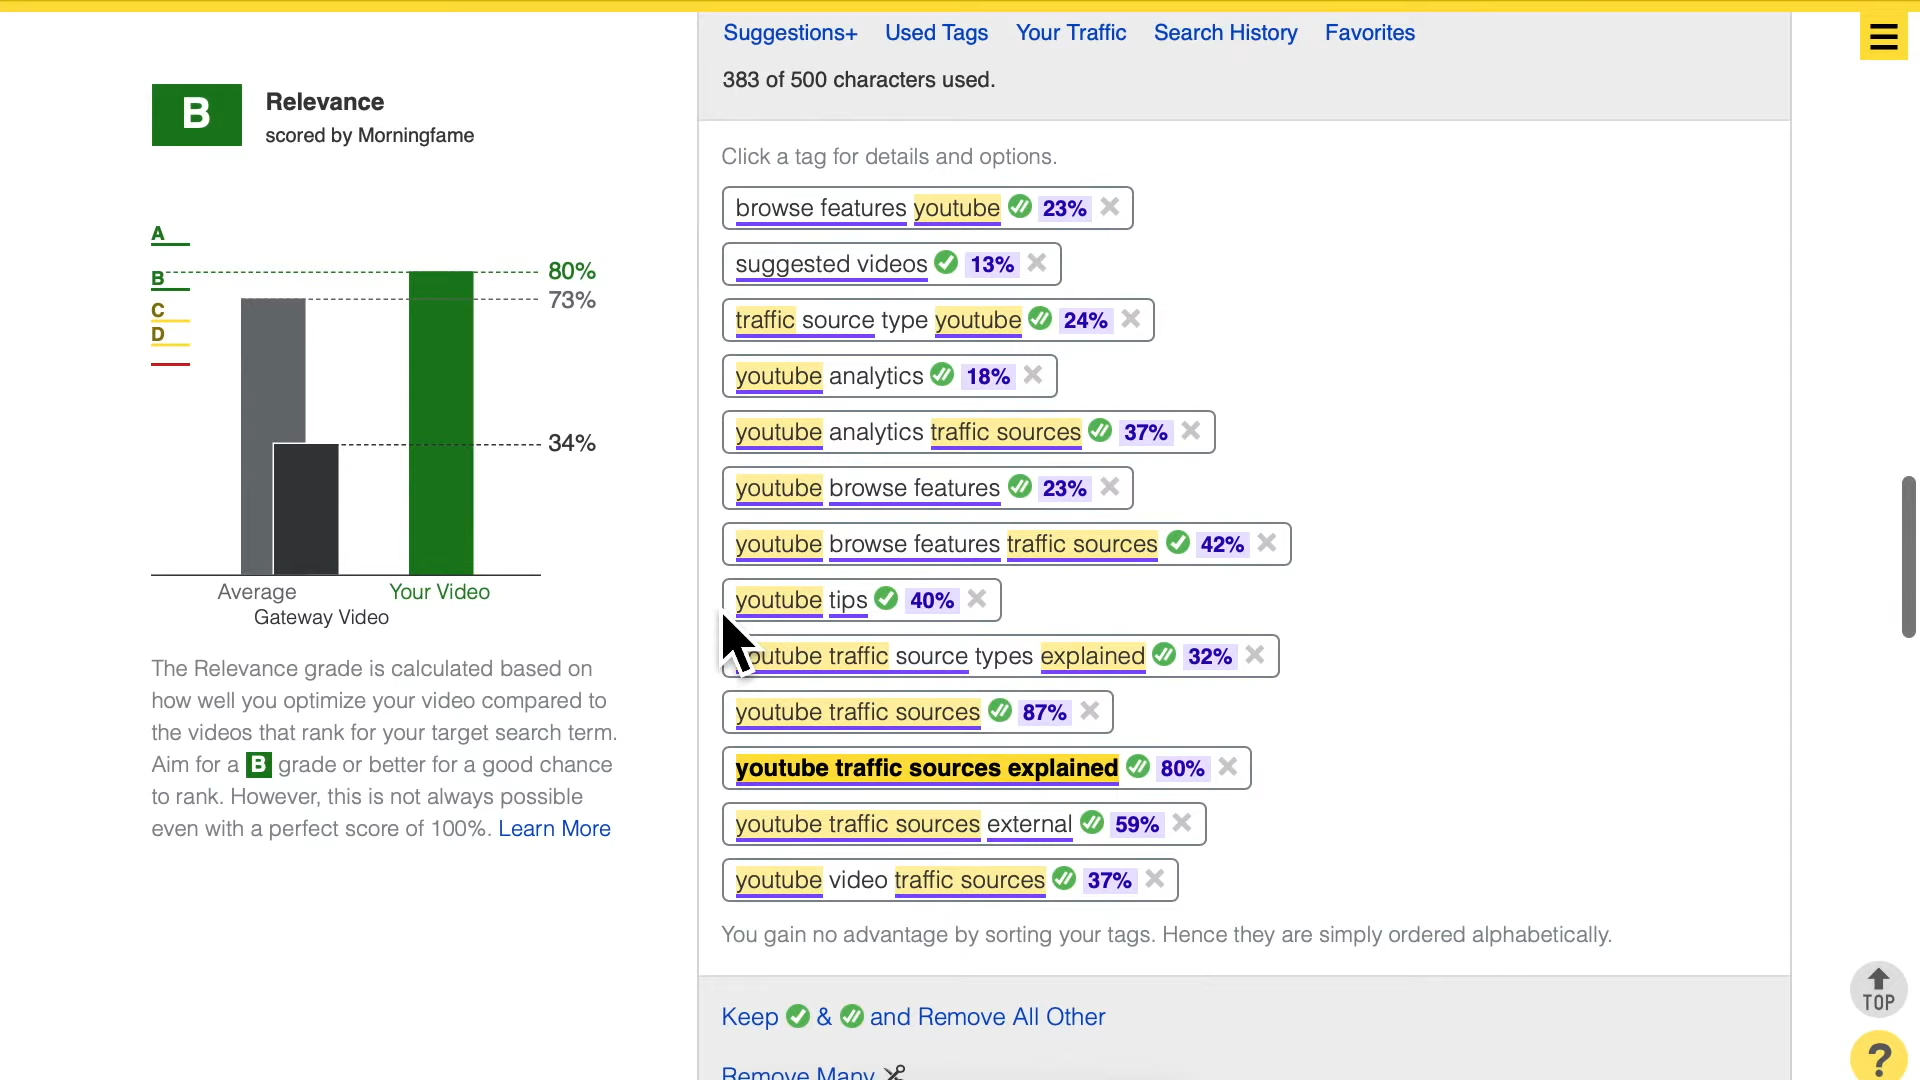 Suggestions+ Used Tags Your Traffic Search History Favorites
383 of 500 characters used.
B Relevance
scored by Morningfame
A
B
C
D
80%
73%
34%
Average Your Video
Gateway Video
The Relevance grade is calculated based on
how well you optimize your video compared to
the videos that rank for your target search term.
Aim for a B grade or better for a good chance
to rank. However, this is not always possible
even with a perfect score of 100%. Learn More
Click a tag for details and options.
browse features youtube 23%
suggested videos 13%
traffic source type youtube 24%
youtube analytics 18%
youtube analytics traffic sources 37%
youtube browse features 23%
youtube browse features traffic sources 42%
youtube tips 40%
youtube traffic source types explained 32%
youtube traffic sources 87%
youtube traffic sources explained 80%
youtube traffic sources external 59%
youtube video traffic sources 37%
You gain no advantage by sorting your tags. Hence they are simply ordered alphabetically.
Keep & and Remove All Other
Remove Many
TOP
?